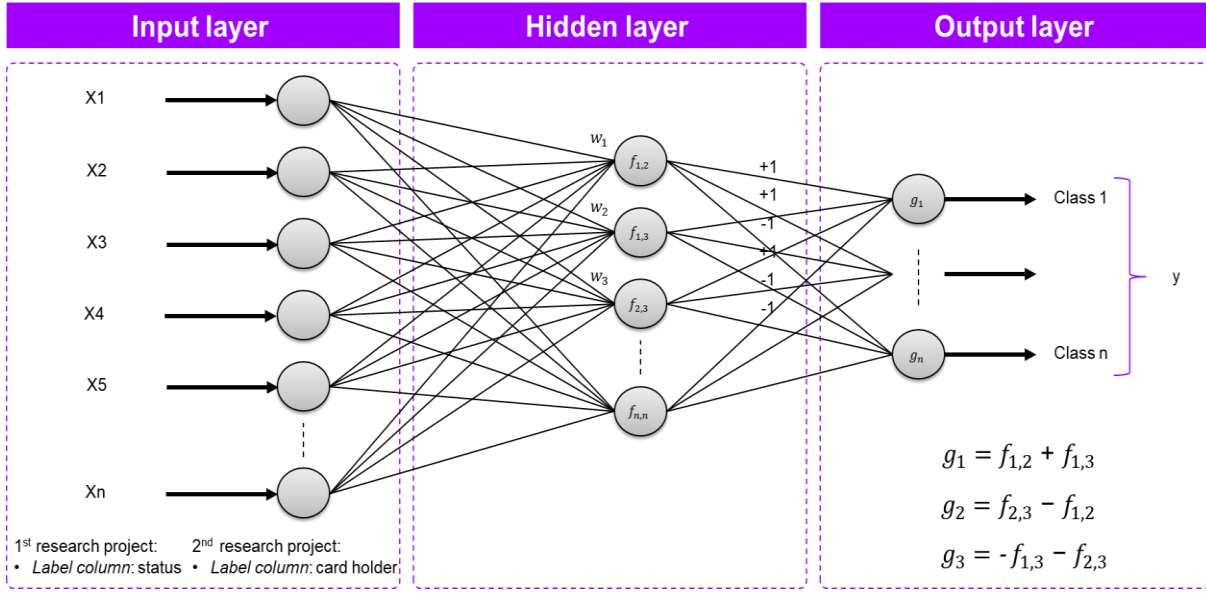 Input layer
Hidden layer
Output layer
X1
X2
X3
X4
X5
Xn
1st research project:
• Label column: status
2nd research project:
• Label column: card holder
w₁
f₁,₂
w₂
f₁,₃
w₃
f₂,₃
fₙ,ₙ
+1
+1
-1
+1
-1
-1
g₁
gₙ
Class 1
Class n
y
g₁ = f₁,₂ + f₁,₃
g₂ = f₂,₃ − f₁,₂
g₃ = -f₁,₃ − f₂,₃